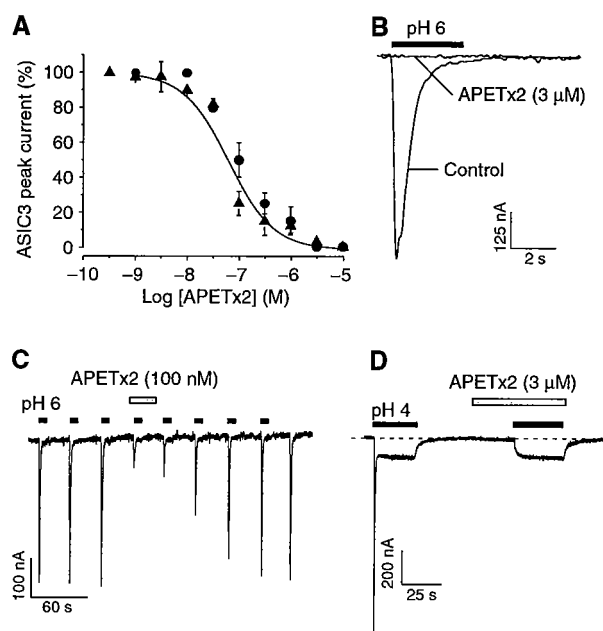 A
ASIC3 peak current (%)
100
80
60
40
20
0
−10 −9 −8 −7 −6 −5
Log [APETx2] (M)
B
pH 6
APETx2 (3 μM)
Control
125 nA
2 s
C
APETx2 (100 nM)
pH 6
100 nA
60 s
D
APETx2 (3 μM)
pH 4
200 nA
25 s